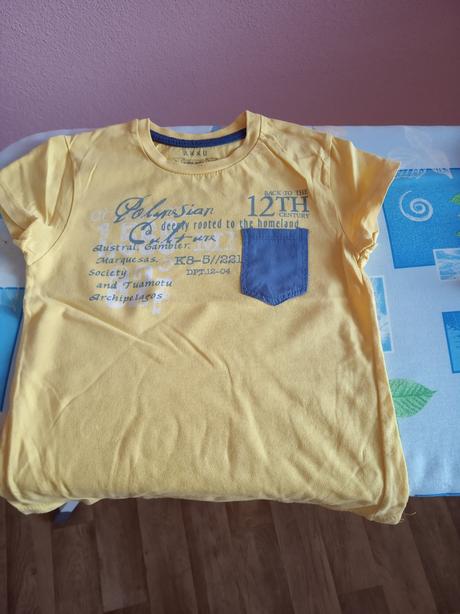 BACK TO THE
12TH
CENTURY
Polynesian
a deeply rooted to the homeland
Culture
Austral, Gambier,
Marquesas,
Society
and Tuamotu
Archipelagos
K8-5//221
DPT.12-04